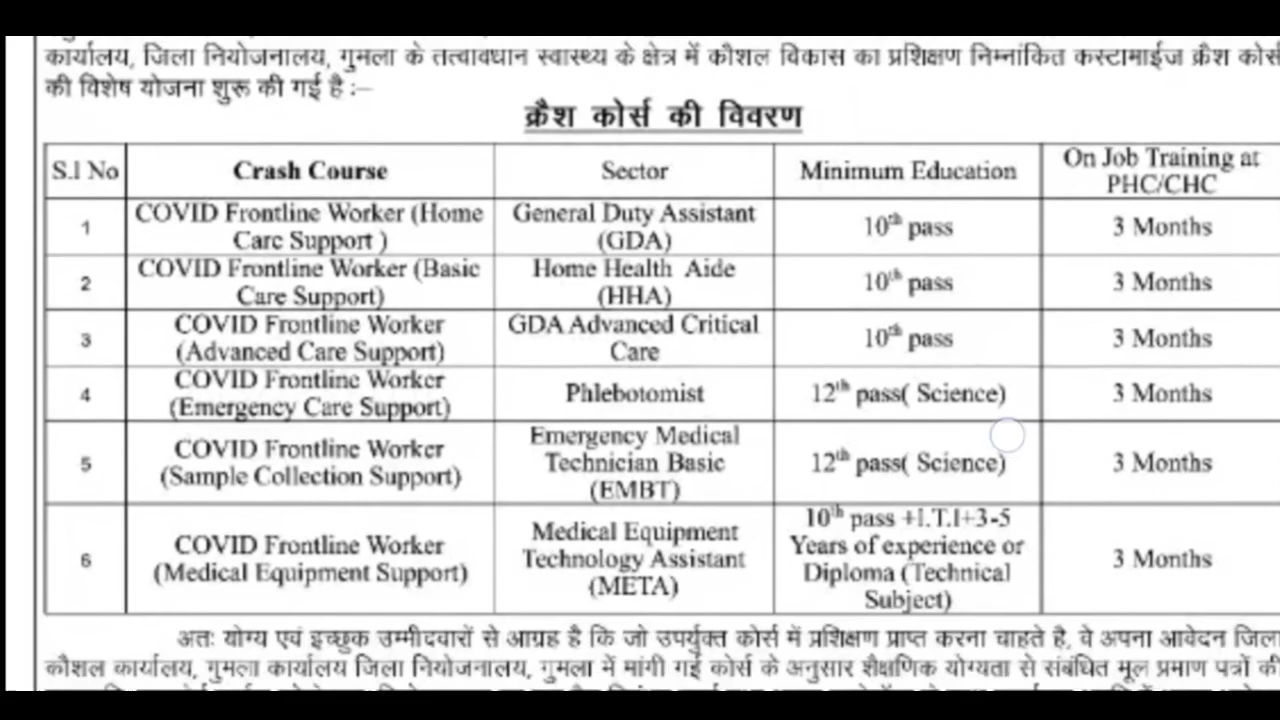 कार्यालय, जिला नियोजनालय, गुमला के तत्वावधान स्वास्थ्य के क्षेत्र में कौशल विकास का प्रशिक्षण निम्नांकित कस्टामाईज क्रैश कोर्स
की विशेष योजना शुरू की गई है :–
क्रैश कोर्स की विवरण
S.l No Crash Course Sector Minimum Education On Job Training at PHC/CHC
1 COVID Frontline Worker (Home Care Support ) General Duty Assistant (GDA) 10th pass 3 Months
2 COVID Frontline Worker (Basic Care Support) Home Health Aide (HHA) 10th pass 3 Months
3 COVID Frontline Worker (Advanced Care Support) GDA Advanced Critical Care 10th pass 3 Months
4 COVID Frontline Worker (Emergency Care Support) Phlebotomist 12th pass( Science) 3 Months
5 COVID Frontline Worker (Sample Collection Support) Emergency Medical Technician Basic (EMBT) 12th pass( Science) 3 Months
6 COVID Frontline Worker (Medical Equipment Support) Medical Equipment Technology Assistant (META) 10th pass +I.T.I+3-5 Years of experience or Diploma (Technical Subject) 3 Months
अतः योग्य एवं इच्छुक उम्मीदवारों से आग्रह है कि जो उपर्युक्त कोर्स में प्रशिक्षण प्राप्त करना चाहते है, वे अपना आवेदन जिला
कौशल कार्यालय, गुमला कार्यालय जिला नियोजनालय, गुमला में मांगी गई कोर्स के अनुसार शैक्षणिक योग्यता से संबंधित मूल प्रमाण पत्रों की